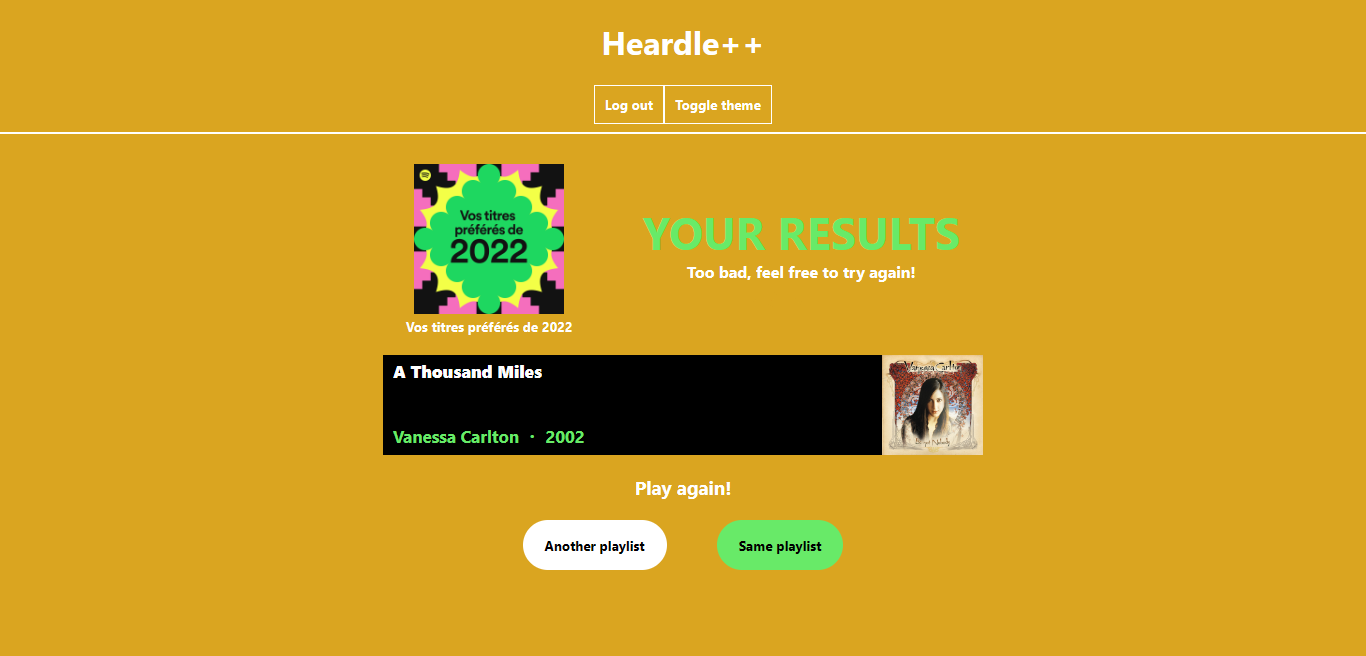 Heardle++
Log out
Toggle theme
Vos titres
préférés de
2022
YOUR RESULTS
Too bad, feel free to try again!
Vos titres préférés de 2022
A Thousand Miles
Vanessa Carlton · 2002
Vanessa Carlton
Be Not Nobody
Play again!
Another playlist
Same playlist